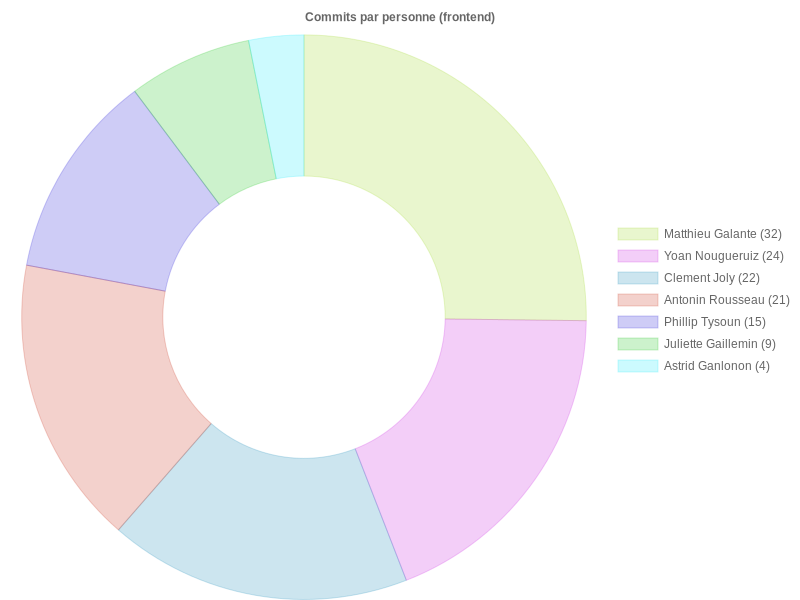 Commits par personne (frontend)
Matthieu Galante (32)
Yoan Nougueruiz (24)
Clement Joly (22)
Antonin Rousseau (21)
Phillip Tysoun (15)
Juliette Gaillemin (9)
Astrid Ganlonon (4)